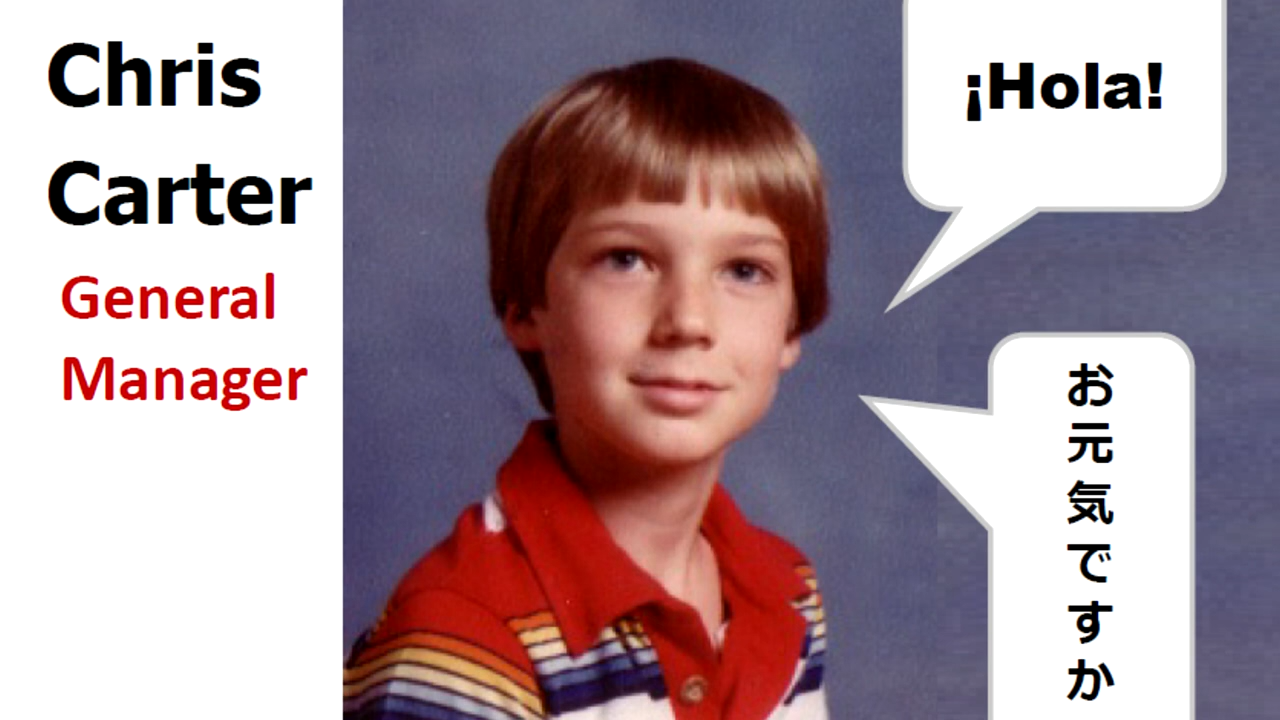 Chris
Carter
General
Manager
¡Hola!
お元気ですか